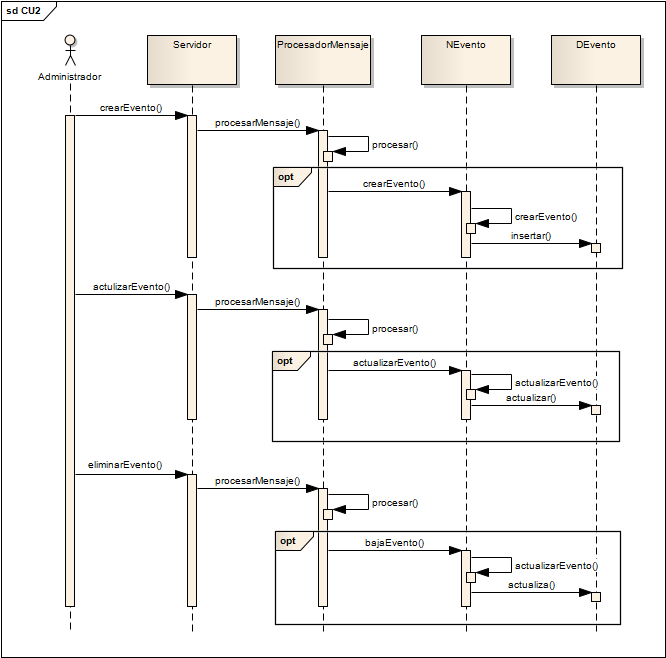 sd CU2
Servidor
ProcesadorMensaje
NEvento
DEvento
Administrador
crearEvento()
procesarMensaje()
procesar()
opt
crearEvento()
crearEvento()
insertar()
actulizarEvento()
procesarMensaje()
procesar()
opt
actualizarEvento()
actualizarEvento()
actualizar()
eliminarEvento()
procesarMensaje()
procesar()
opt
bajaEvento()
actualizarEvento()
actualiza()